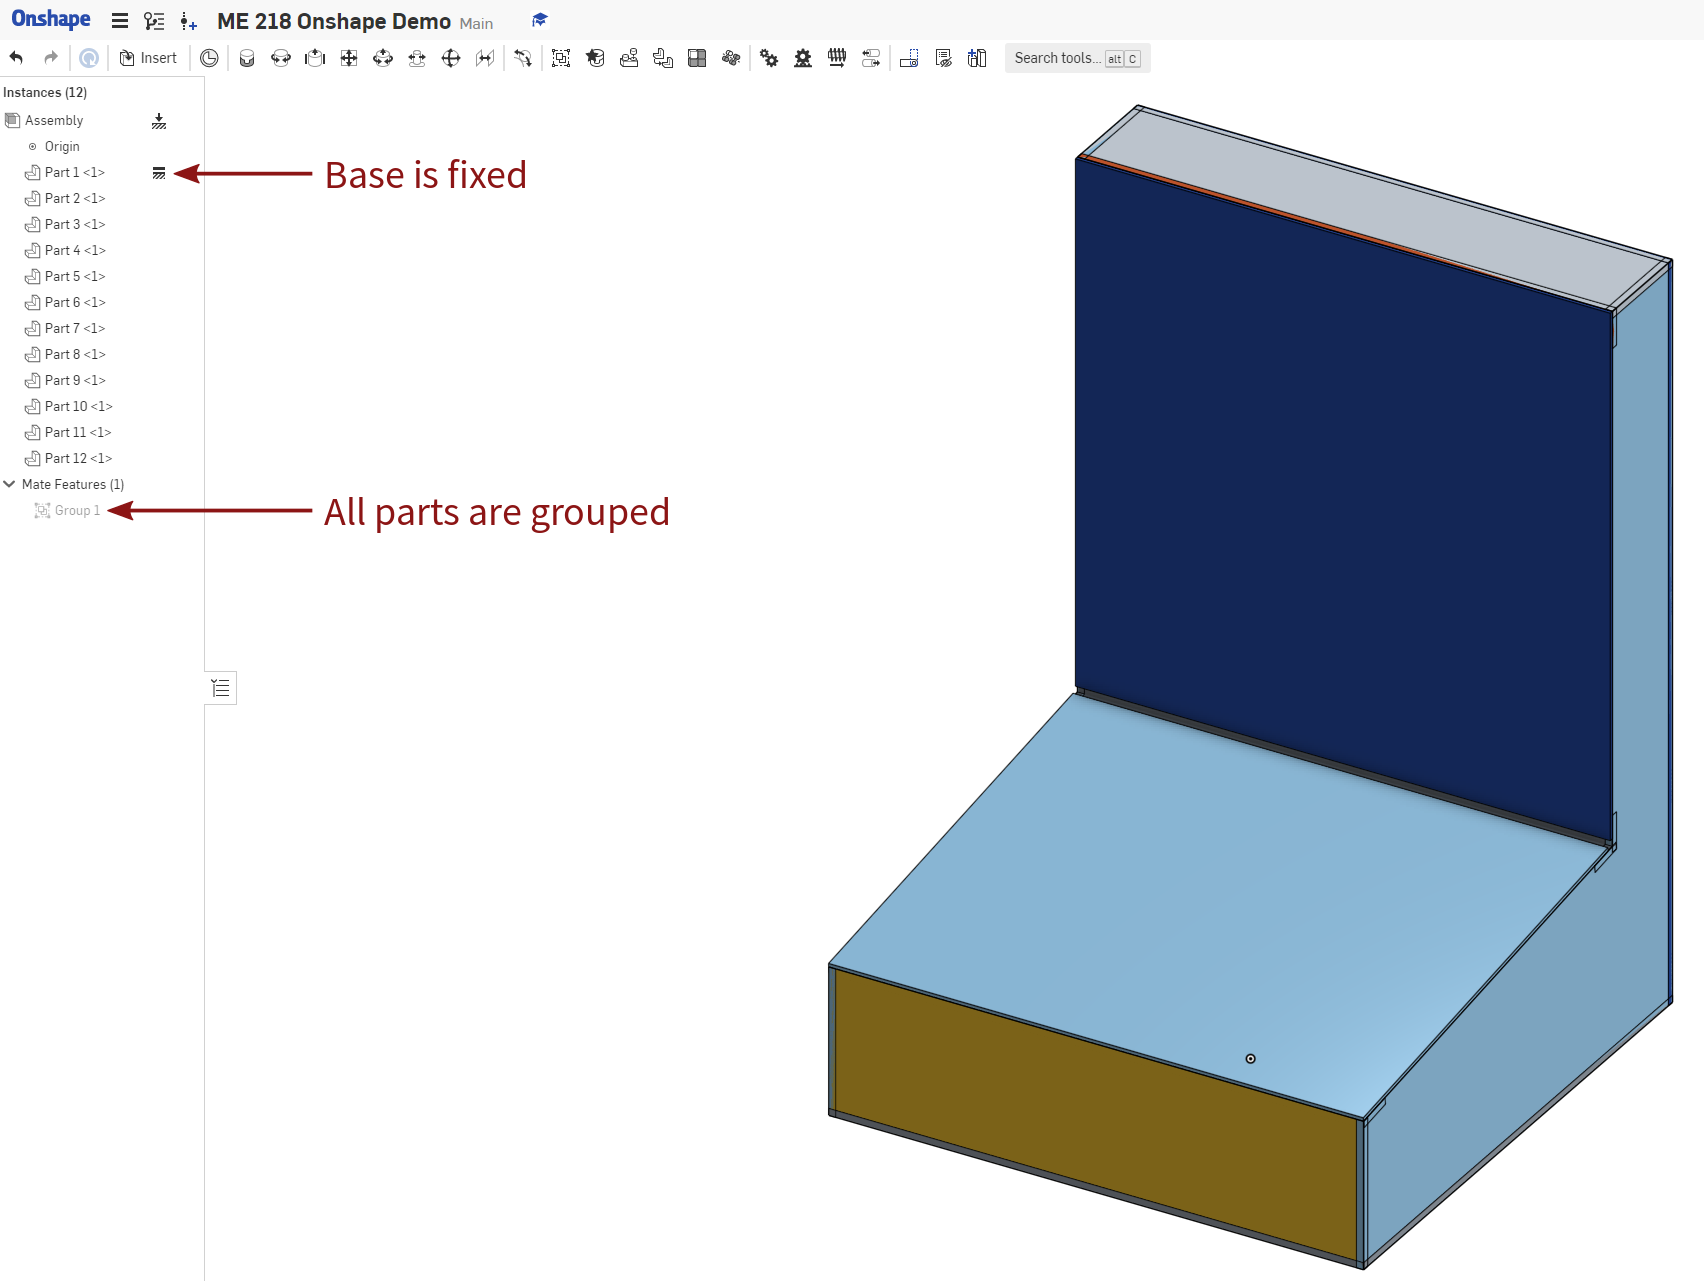 Onshape ME 218 Onshape Demo Main
Insert Search tools... alt C
Instances (12)
Assembly
Origin
Part 1 <1> Base is fixed
Part 2 <1>
Part 3 <1>
Part 4 <1>
Part 5 <1>
Part 6 <1>
Part 7 <1>
Part 8 <1>
Part 9 <1>
Part 10 <1>
Part 11 <1>
Part 12 <1>
Mate Features (1)
Group 1 All parts are grouped